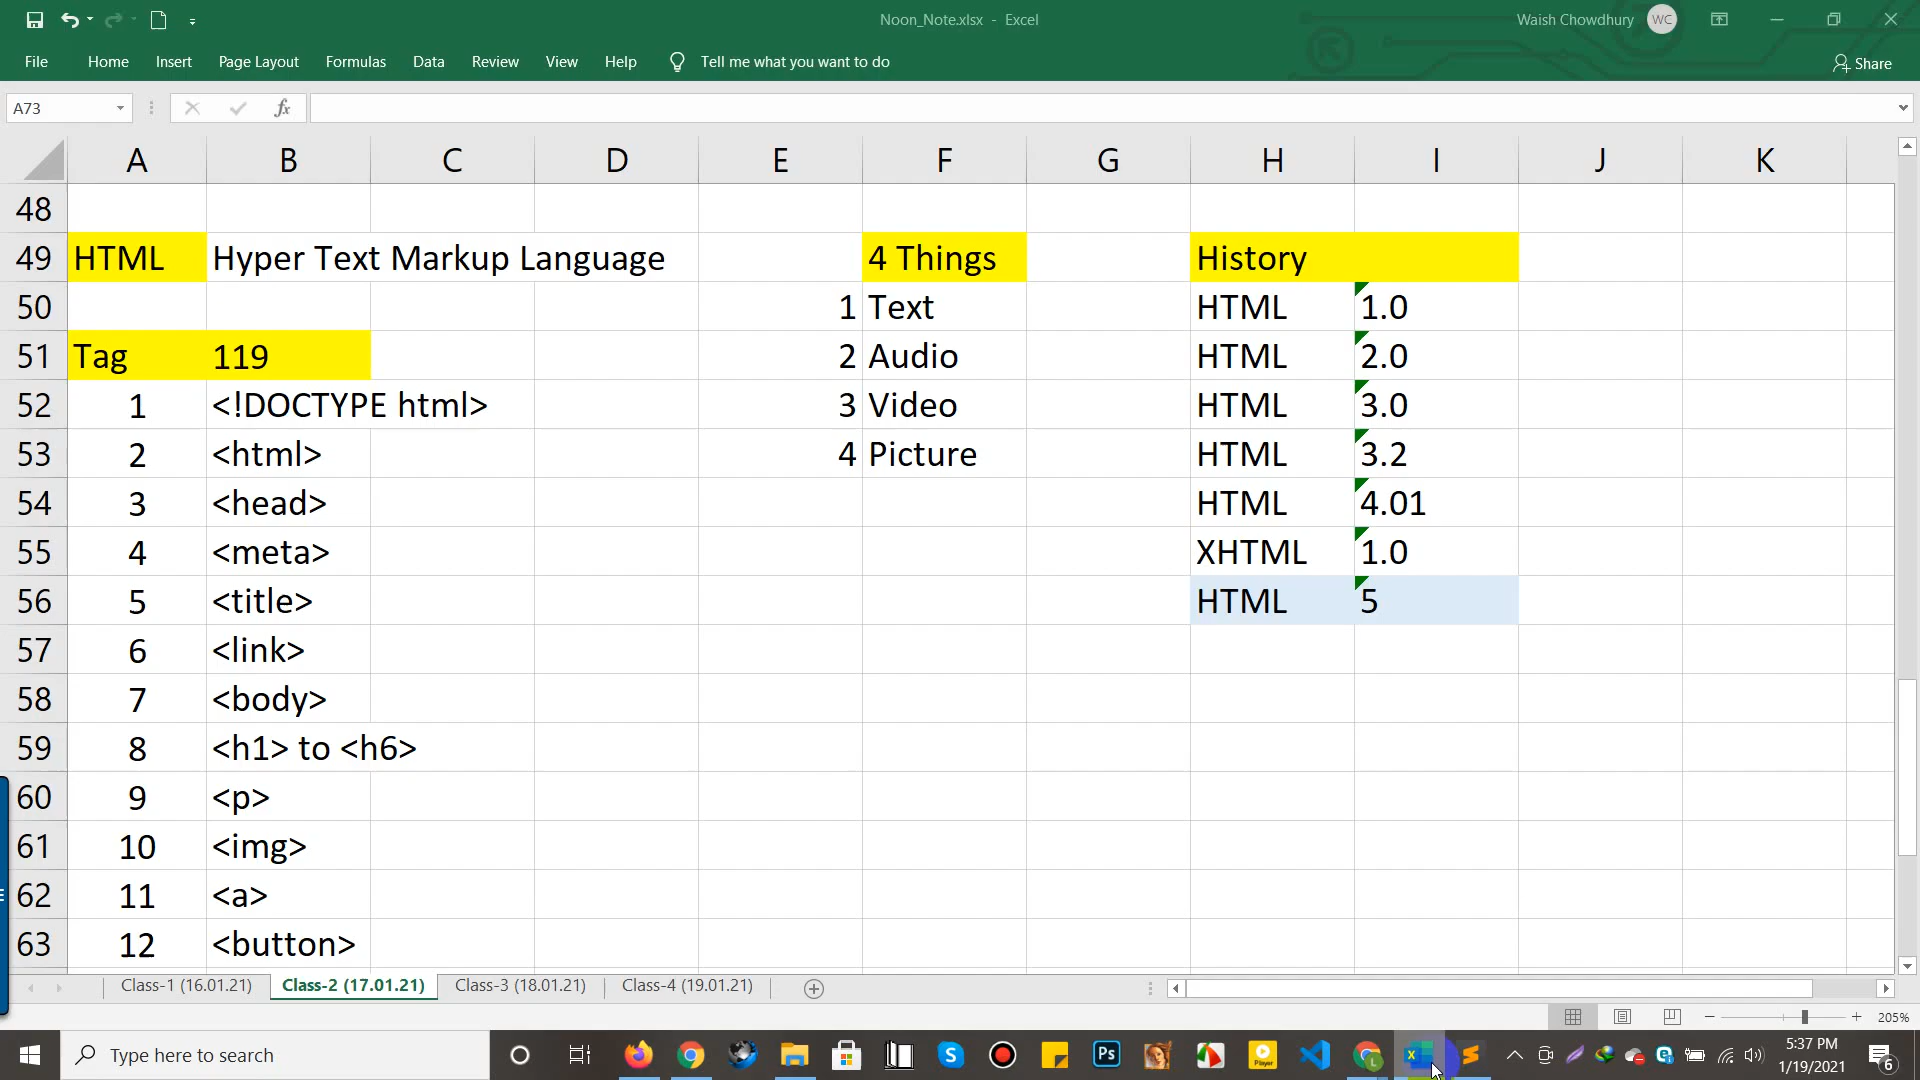 Noon_Note.xlsx - Excel
Waish Chowdhury WC
File Home Insert Page Layout Formulas Data Review View Help Tell me what you want to do Share
A73 fx
A B C D E F G H I J K
48
49 HTML Hyper Text Markup Language 4 Things History
50 1 Text HTML 1.0
51 Tag 119 2 Audio HTML 2.0
52 1 <!DOCTYPE html> 3 Video HTML 3.0
53 2 <html> 4 Picture HTML 3.2
54 3 <head> HTML 4.01
55 4 <meta> XHTML 1.0
56 5 <title> HTML 5
57 6 <link>
58 7 <body>
59 8 <h1> to <h6>
60 9 <p>
61 10 <img>
62 11 <a>
63 12 <button>
Class-1 (16.01.21) Class-2 (17.01.21) Class-3 (18.01.21) Class-4 (19.01.21)
205%
Type here to search
Ps
Player
5:37 PM
1/19/2021
6